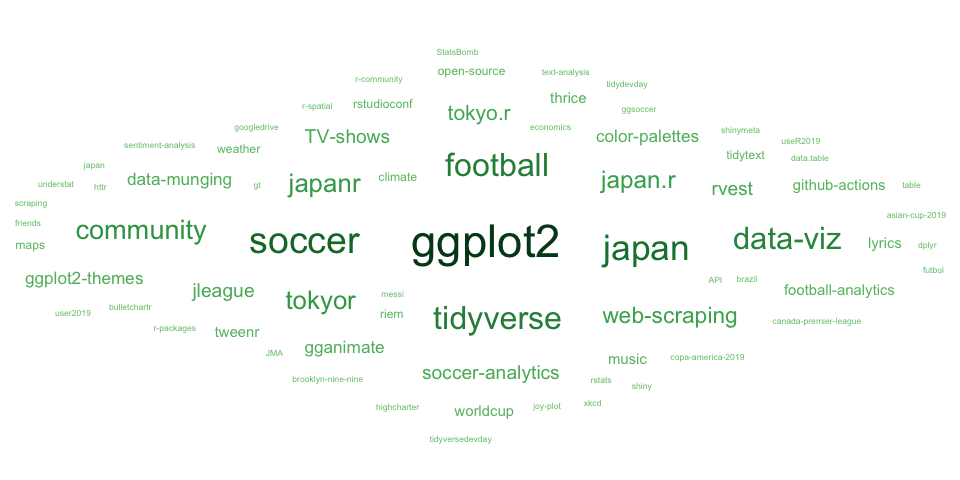 StatsBomb
open-source
text-analysis
r-community
tidydevday
r-spatial
rstudioconf
thrice
ggsoccer
tokyo.r
googledrive
TV-shows
economics
color-palettes
shinymeta
useR2019
sentiment-analysis
weather
tidytext
data.table
japan
football
understat
httr
data-munging
gt
japanr
climate
japan.r
rvest
github-actions
table
scraping
friends
community
asian-cup-2019
maps
soccer
ggplot2
japan
data-viz
lyrics
dplyr
futbol
ggplot2-themes
API
brazil
jleague
messi
football-analytics
user2019
bulletchartr
tokyor
riem
tidyverse
web-scraping
canada-premier-league
r-packages
tweenr
JMA
gganimate
music
copa-america-2019
brooklyn-nine-nine
soccer-analytics
rstats
shiny
highcharter
worldcup
joy-plot
xkcd
tidyversedevday